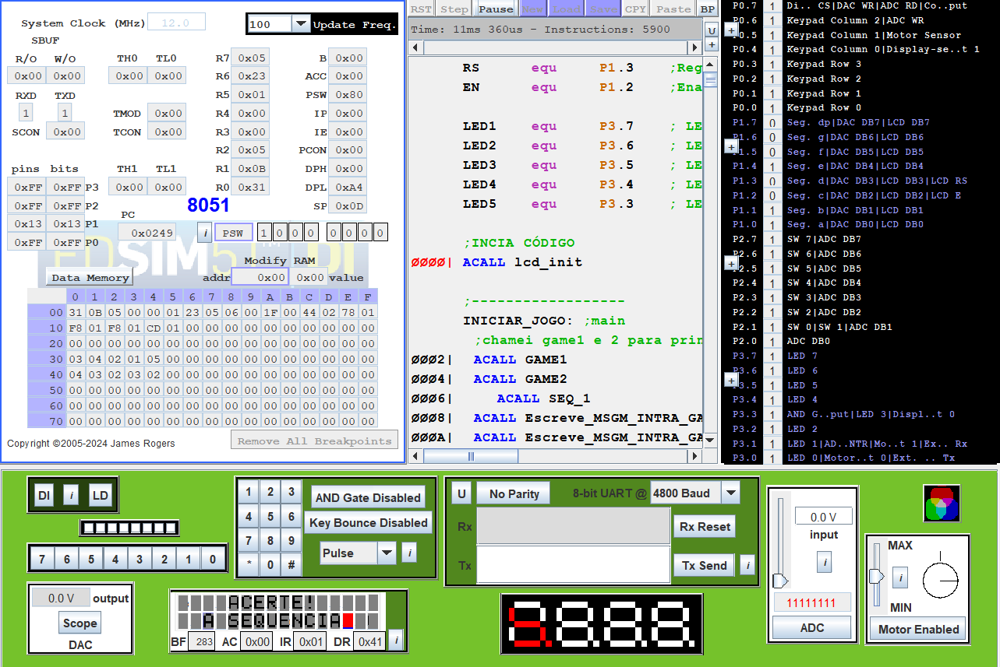 System Clock (MHz) 12.0 100 Update Freq.
SBUF
R/O W/O TH0 TL0 R7 0x05 B 0x00
0x00 0x00 0x00 0x00 R6 0x23 ACC 0x00
RXD TXD R5 0x01 PSW 0x80
1 1 TMOD 0x00 R4 0x00 IP 0x00
SCON 0x00 TCON 0x00 R3 0x00 IE 0x00
R2 0x05 PCON 0x00
pins bits TH1 TL1 R1 0x0B DPH 0x00
0xFF 0xFF P3 0x00 0x00 R0 0x31 DPL 0xA4
0xFF 0xFF P2 8051 SP 0x0D
0x13 0x13 P1 PC
0xFF 0xFF P0 0x0249 i PSW 1 0 0 0 0 0 0 0
EDSIM51 DI
TM
Modify RAM
Data Memory addr 0x00 0x00 value
0 1 2 3 4 5 6 7 8 9 A B C D E F
00 31 0B 05 00 00 01 23 05 06 00 1F 00 44 02 78 01
10 F8 01 F8 01 CD 01 00 00 00 00 00 00 00 00 00 00
20 00 00 00 00 00 00 00 00 00 00 00 00 00 00 00 00
30 03 04 02 01 05 00 00 00 00 00 00 00 00 00 00 00
40 04 03 02 03 02 00 00 00 00 00 00 00 00 00 00 00
50 00 00 00 00 00 00 00 00 00 00 00 00 00 00 00 00
60 00 00 00 00 00 00 00 00 00 00 00 00 00 00 00 00
70 00 00 00 00 00 00 00 00 00 00 00 00 00 00 00 00
Copyright ©2005-2024 James Rogers Remove All Breakpoints
RST Step Pause New Load Save CPY Paste BP
Time: 11ms 360us - Instructions: 5900 U
+
RS equ P1.3 ;Reg
EN equ P1.2 ;Ena
LED1 equ P3.7 ; LE
LED2 equ P3.6 ; LE
LED3 equ P3.5 ; LE
LED4 equ P3.4 ; LE
LED5 equ P3.3 ; LE
;INCIA CÓDIGO
0000| ACALL lcd_init
;------------------
INICIAR_JOGO: ;main
;chamei game1 e 2 para prin
0002| ACALL GAME1
0004| ACALL GAME2
0006| ACALL SEQ_1
0008| ACALL Escreve_MSGM_INTRA_GA
000A| ACALL Escreve_MSGM_INTRA_GA
P0.7 1 Di.. CS|DAC WR|ADC RD|Co..put
P0.6 1 Keypad Column 2|ADC WR
+ P0.5 1 Keypad Column 1|Motor Sensor
P0.4 1 Keypad Column 0|Display-se..t 1
P0.3 1 Keypad Row 3
P0.2 1 Keypad Row 2
P0.1 1 Keypad Row 1
P0.0 1 Keypad Row 0
P1.7 0 Seg. dp|DAC DB7|LCD DB7
P1.6 0 Seg. g|DAC DB6|LCD DB6
+ P1.5 0 Seg. f|DAC DB5|LCD DB5
P1.4 1 Seg. e|DAC DB4|LCD DB4
P1.3 0 Seg. d|DAC DB3|LCD DB3|LCD RS
P1.2 0 Seg. c|DAC DB2|LCD DB2|LCD E
P1.1 1 Seg. b|DAC DB1|LCD DB1
P1.0 1 Seg. a|DAC DB0|LCD DB0
P2.7 1 SW 7|ADC DB7
P2.6 1 SW 6|ADC DB6
+ P2.5 1 SW 5|ADC DB5
P2.4 1 SW 4|ADC DB4
P2.3 1 SW 3|ADC DB3
P2.2 1 SW 2|ADC DB2
P2.1 1 SW 0|SW 1|ADC DB1
P2.0 1 ADC DB0
P3.7 1 LED 7
P3.6 1 LED 6
+ P3.5 1 LED 5
P3.4 1 LED 4
P3.3 1 AND G..put|LED 3|Displ..t 0
P3.2 1 LED 2
P3.1 1 LED 1|AD..NTR|Mo..t 1|Ex.. Rx
P3.0 1 LED 0|Motor..t 0|Ext. .. Tx
DI i LD
7 6 5 4 3 2 1 0
0.0 V output
Scope
DAC
1 2 3 AND Gate Disabled
4 5 6 Key Bounce Disabled
7 8 9 Pulse i
* 0 #
ACERTE!
A SEQUENCIA
BF 283 AC 0x00 IR 0x01 DR 0x41 i
U No Parity 8-bit UART @ 4800 Baud
Rx Rx Reset
Tx Tx Send i
5.8.8.8.
0.0 V
input
i
11111111
ADC
MAX
i
MIN
Motor Enabled